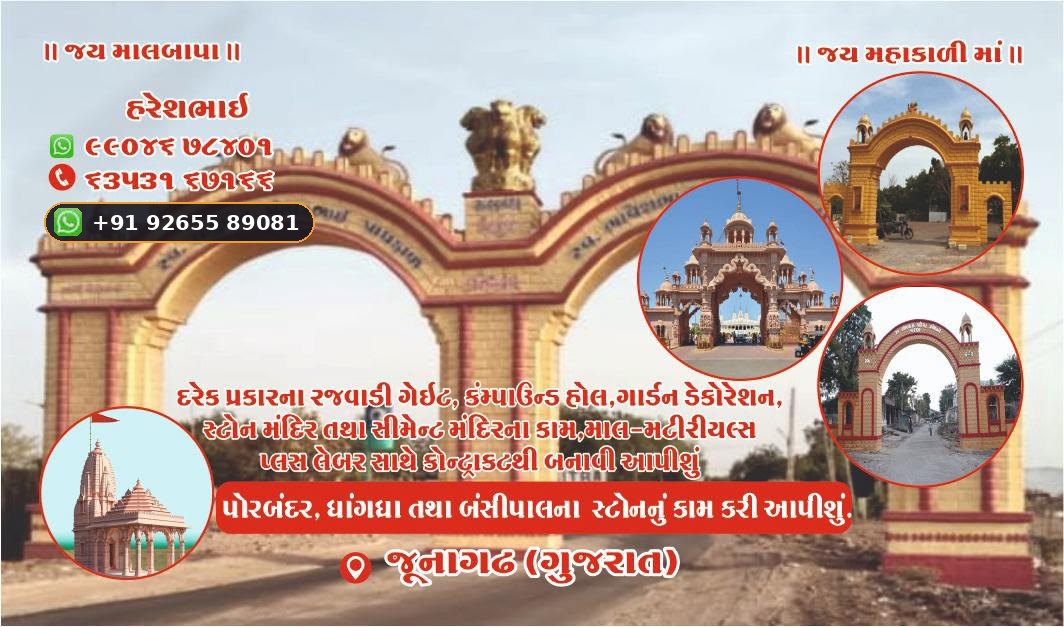 ॥ જય માલબાપા ॥
॥ જય મહાકાળી માં ॥
હરેશભાઈ
૯૯૦૪૬ ૭૮૪૦૧
૬૩૫૩૧ ૬૭૧૬૬
+91 92655 89081
દરેક પ્રકારના રજવાડી ગેઇટ, કંમ્પાઉન્ડ હોલ,ગાર્ડન ડેકોરેશન,
સ્ટોન મંદિર તથા સીમેન્ટ મંદિરના કામ,માલ-મટીરીયલ્સ
પ્લસ લેબર સાથે કોન્ટ્રાકટથી બનાવી આપીશું
પોરબંદર, ધ્રાંગધ્રા તથા બંસીપાલના સ્ટોનનું કામ કરી આપીશું.
જૂનાગઢ (ગુજરાત)